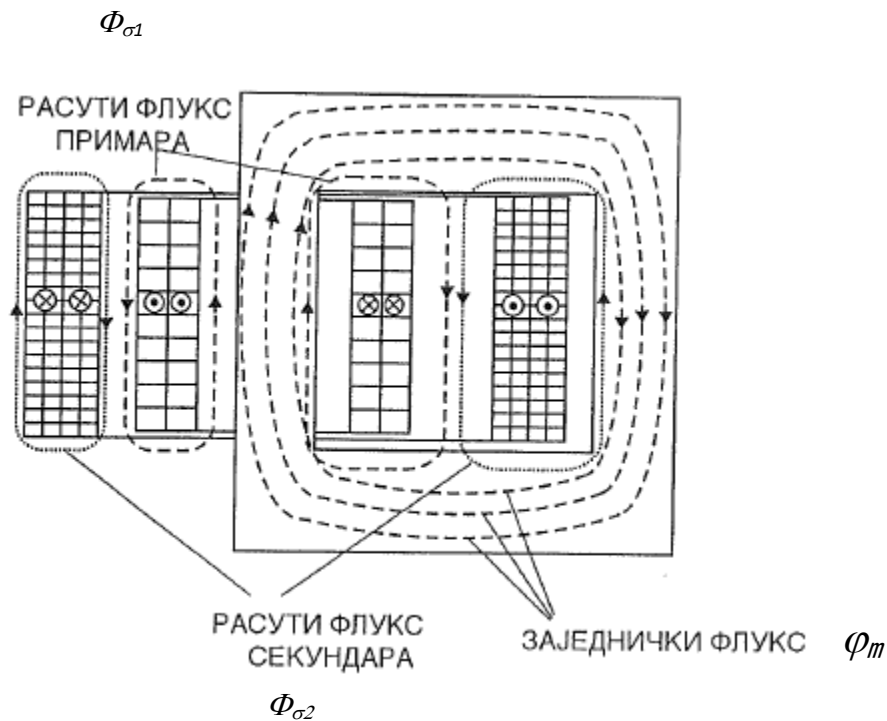 Φσ1
РАСУТИ ФЛУКС
ПРИМАРА
РАСУТИ ФЛУКС
СЕКУНДАРА
ЗАЈЕДНИЧКИ ФЛУКС φm
Φσ2